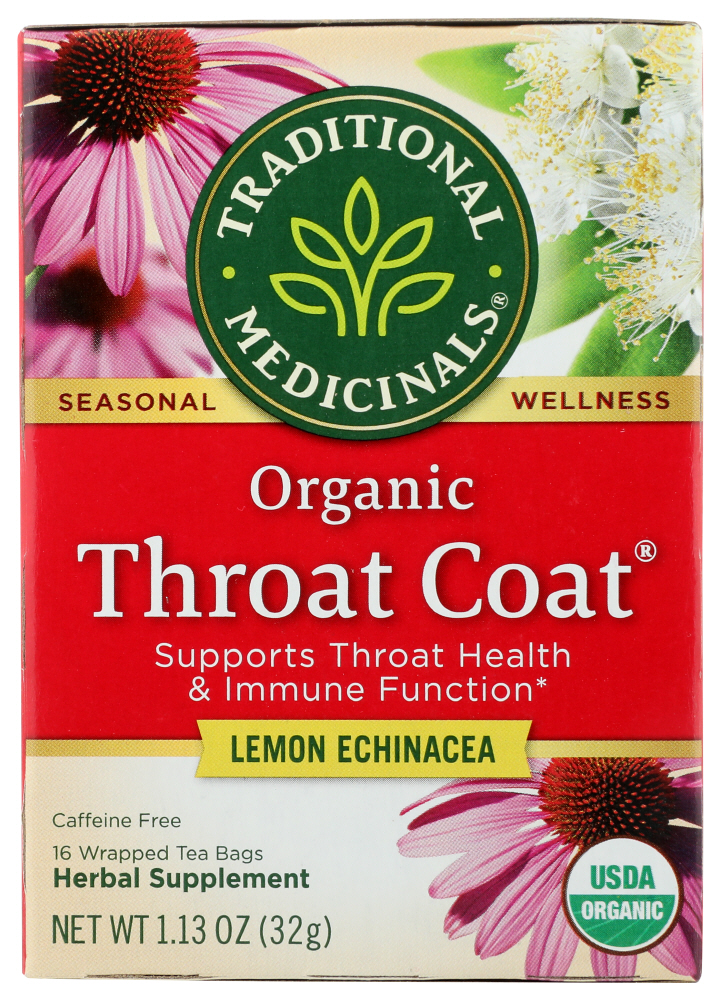 TRADITIONAL
MEDICINALS®
SEASONAL
WELLNESS
Organic
Throat Coat®
Supports Throat Health
& Immune Function*
LEMON ECHINACEA
Caffeine Free
16 Wrapped Tea Bags
Herbal Supplement
NET WT 1.13 OZ (32g)
USDA
ORGANIC